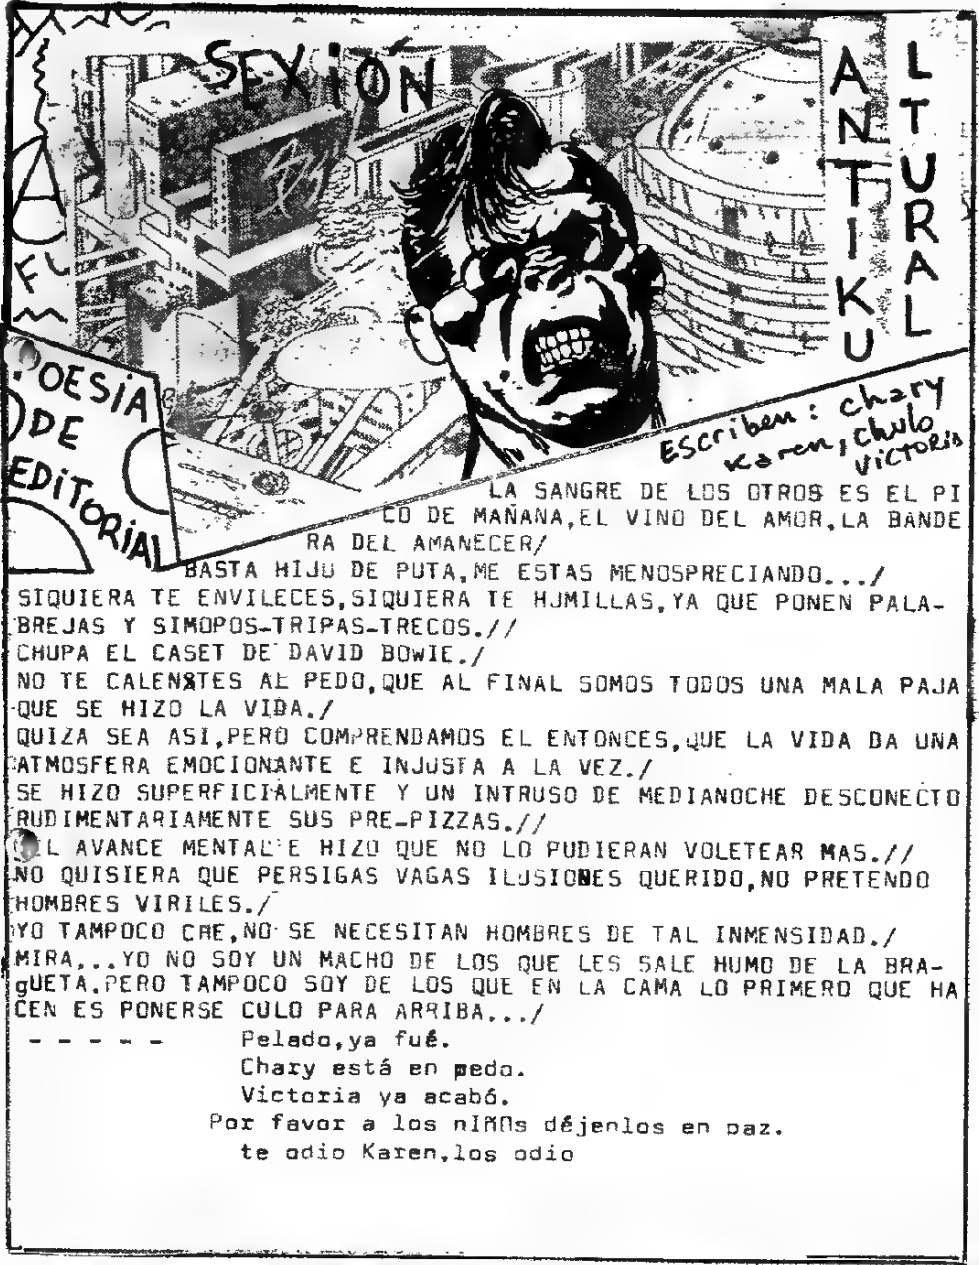 SEXIÓN
ANTIKU
LTURAL
POESÍA
DE
EDITORIAL
Escriben: Chary
Karen, Chulo
VICTORIA
LA SANGRE DE LOS OTROS ES EL PI
CO DE MAÑANA,EL VINO DEL AMOR,LA BANDE
RA DEL AMANECER/
BASTA HIJO DE PUTA,ME ESTAS MENOSPRECIANDO.../
SIQUIERA TE ENVILECES,SIQUIERA TE HUMILLAS,YA QUE PONEN PALA-
BREJAS Y SIMOPOS-TRIPAS-TRECOS.//
CHUPA EL CASET DE DAVID BOWIE./
NO TE CALENXTES AL PEDO,QUE AL FINAL SOMOS TODOS UNA MALA PAJA
QUE SE HIZO LA VIDA./
QUIZA SEA ASI,PERO COMPRENDAMOS EL ENTONCES,QUE LA VIDA DA UNA
ATMOSFERA EMOCIONANTE E INJUSTA A LA VEZ./
SE HIZO SUPERFICIALMENTE Y UN INTRUSO DE MEDIANOCHE DESCONECTO
RUDIMENTARIAMENTE SUS PRE-PIZZAS.//
EL AVANCE MENTAL E HIZO QUE NO LO PUDIERAN VOLETEAR MAS.//
NO QUISIERA QUE PERSIGAS VAGAS ILUSIONES QUERIDO,NO PRETENDO
HOMBRES VIRILES./
YO TAMPOCO CHE,NO SE NECESITAN HOMBRES DE TAL INMENSIDAD./
MIRA...YO NO SOY UN MACHO DE LOS QUE LES SALE HUMO DE LA BRA-
gUETA.PERO TAMPOCO SOY DE LOS QUE EN LA CAMA LO PRIMERO QUE HA
CEN ES PONERSE CULO PARA ARRIBA.../
- - - - - Pelado,ya fué.
Chary está en pedo.
Victoria ya acabó.
Por favor a los nIÑOs déjenlos en paz.
te odio Karen,los odio